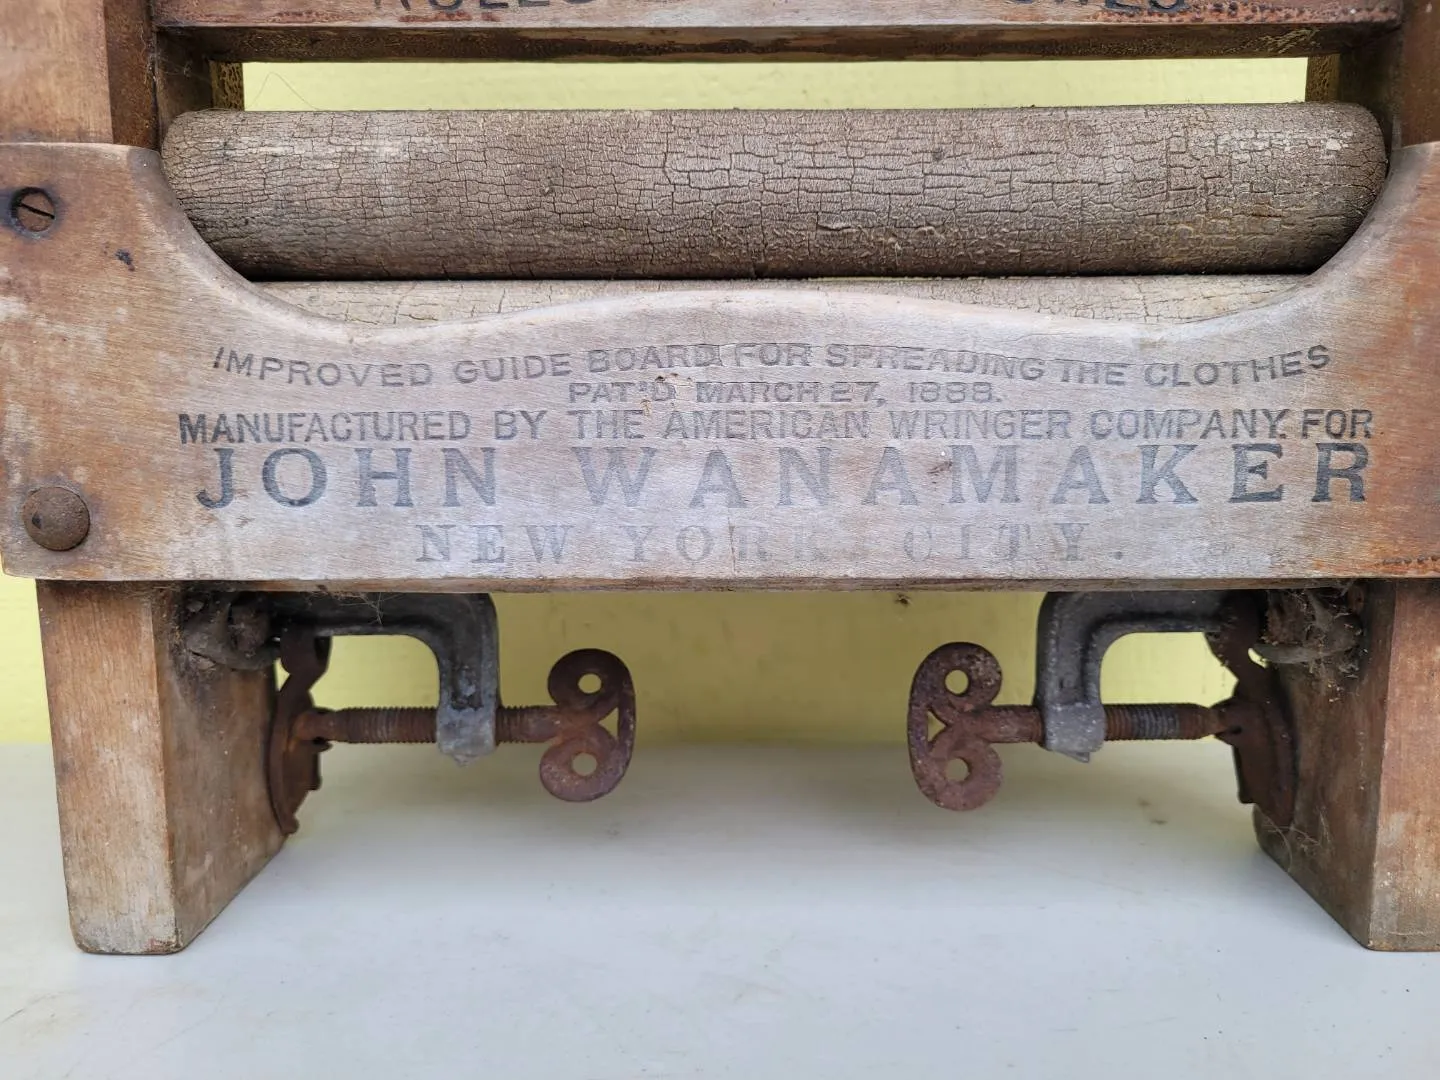 IMPROVED GUIDE BOARD FOR SPREADING THE CLOTHES
PAT'D MARCH 27, 1888.
MANUFACTURED BY THE AMERICAN WRINGER COMPANY. FOR
JOHN WANAMAKER
NEW YORK CITY.